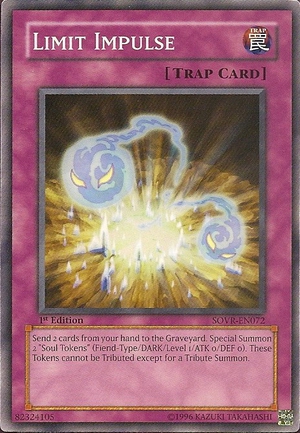 LIMIT IMPULSE
TRAP
罠
[TRAP CARD]
1st Edition
SOVR-EN072
Send 2 cards from your hand to the Graveyard. Special Summon
2 "Soul Tokens" (Fiend-Type/DARK/Level 1/ATK 0/DEF 0). These
Tokens cannot be Tributed except for a Tribute Summon.
82324105
©1996 KAZUKI TAKAHASHI